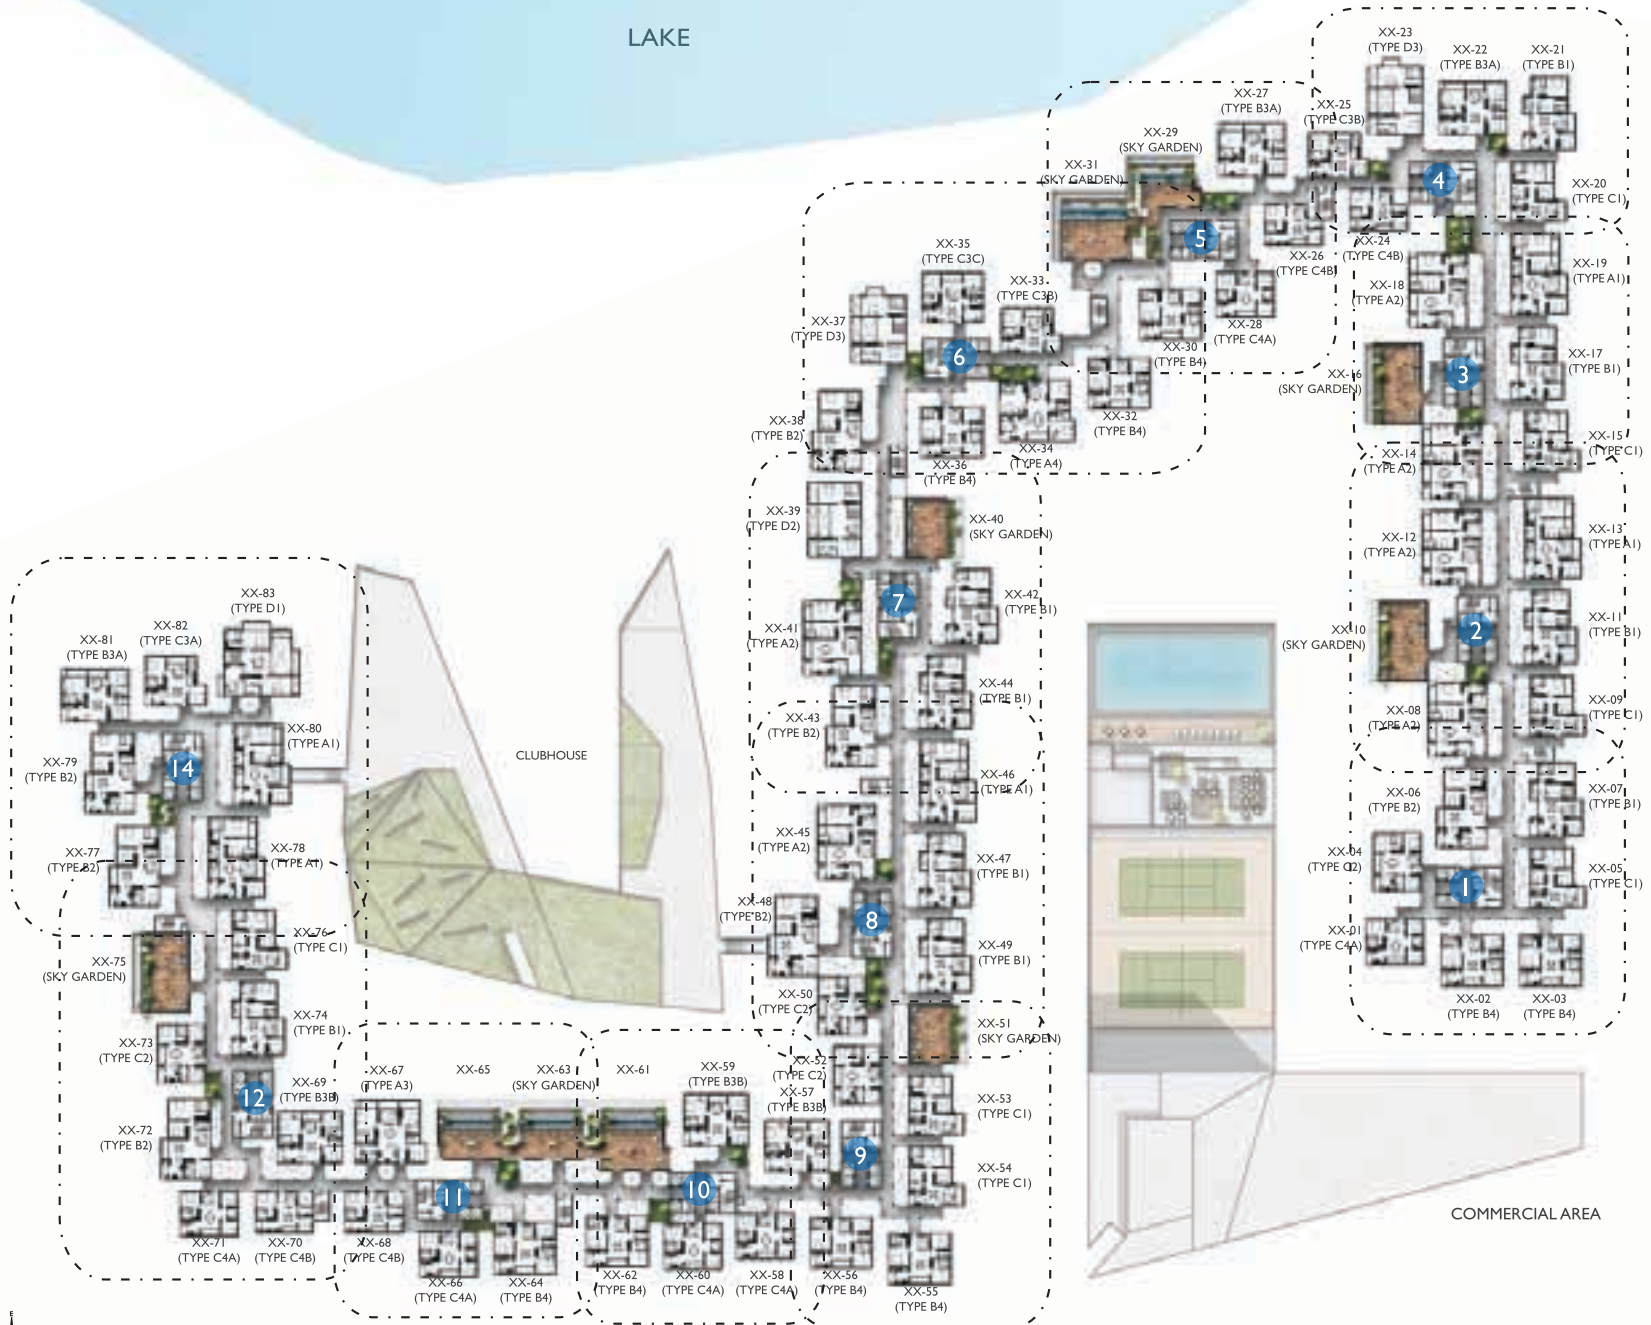 LAKE
XX-23
(TYPE D3)
XX-22
(TYPE B3A)
XX-21
(TYPE B1)
XX-27
(TYPE B3A)
XX-25
(TYPE C3B)
XX-29
(SKY GARDEN)
XX-31
(SKY GARDEN)
4
XX-20
(TYPE C1)
5
XX-24
(TYPE C4B)
XX-26
(TYPE C4B)
XX-19
(TYPE A1)
XX-18
(TYPE A2)
XX-35
(TYPE C3C)
XX-33
(TYPE C3B)
XX-37
(TYPE D3)
XX-28
(TYPE C4A)
XX-30
(TYPE B4)
6
XX-17
(TYPE B1)
XX-16
(SKY GARDEN)
3
XX-32
(TYPE B4)
XX-38
(TYPE B2)
XX-34
(TYPE A4)
XX-36
(TYPE B4)
XX-15
(TYPE C1)
XX-14
(TYPE A2)
XX-39
(TYPE D2)
XX-40
(SKY GARDEN)
XX-13
(TYPE A1)
XX-12
(TYPE A2)
7
XX-42
(TYPE B1)
XX-41
(TYPE A2)
XX-11
(TYPE B1)
XX-10
(SKY GARDEN)
2
XX-83
(TYPE D1)
XX-82
(TYPE C3A)
XX-81
(TYPE B3A)
XX-44
(TYPE B1)
XX-43
(TYPE B2)
XX-09
(TYPE C1)
XX-08
(TYPE A2)
XX-80
(TYPE A1)
CLUBHOUSE
XX-79
(TYPE B2)
14
XX-46
(TYPE A1)
XX-07
(TYPE B1)
XX-06
(TYPE B2)
XX-45
(TYPE A2)
XX-78
(TYPE A1)
XX-77
(TYPE B2)
XX-47
(TYPE B1)
XX-04
(TYPE C2)
XX-05
(TYPE C1)
1
XX-48
(TYPE B2)
8
XX-76
(TYPE C1)
XX-49
(TYPE B1)
XX-01
(TYPE C4A)
XX-75
(SKY GARDEN)
XX-50
(TYPE C2)
XX-02
(TYPE B4)
XX-03
(TYPE B4)
XX-74
(TYPE B1)
XX-51
(SKY GARDEN)
XX-73
(TYPE C2)
XX-67
(TYPE A3)
XX-65
XX-63
(SKY GARDEN)
XX-61
XX-59
(TYPE B3B)
XX-52
(TYPE C2)
12
XX-69
(TYPE B3B)
XX-57
(TYPE B3B)
XX-53
(TYPE C1)
XX-72
(TYPE B2)
9
XX-54
(TYPE C1)
11
10
COMMERCIAL AREA
XX-71
(TYPE C4A)
XX-70
(TYPE C4B)
XX-68
(TYPE C4B)
XX-66
(TYPE C4A)
XX-64
(TYPE B4)
XX-62
(TYPE B4)
XX-60
(TYPE C4A)
XX-58
(TYPE C4A)
XX-56
(TYPE B4)
XX-55
(TYPE B4)